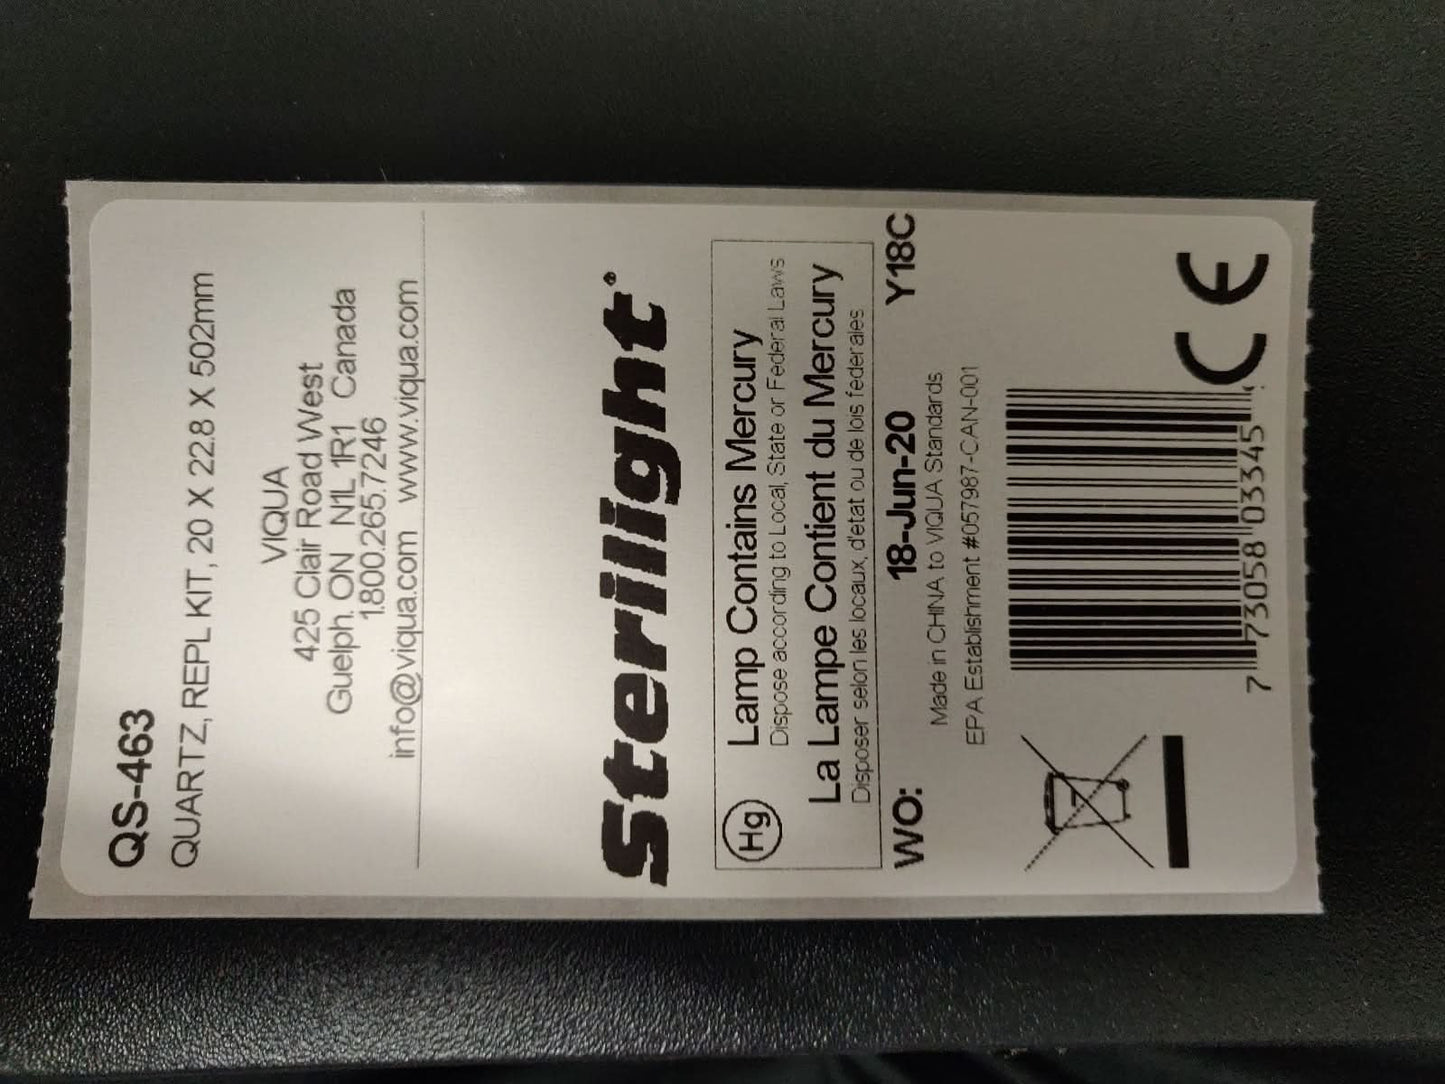 QS-463
QUARTZ, REPL KIT, 20 X 22.8 X 502mm
VIQUA
425 Clair Road West
Guelph, ON N1L 1R1 Canada
1.800.265.7246
info@viqua.com www.viqua.com
Sterilight®
Hg
Lamp Contains Mercury
Dispose according to Local, State or Federal Laws
La Lampe Contient du Mercury
Disposer selon les locaux, d'etat ou de lois federales
WO: 18-Jun-20 Y18C
Made in CHINA to VIQUA Standards
EPA Establishment #057987-CAN-001
7 73058 03345
CE